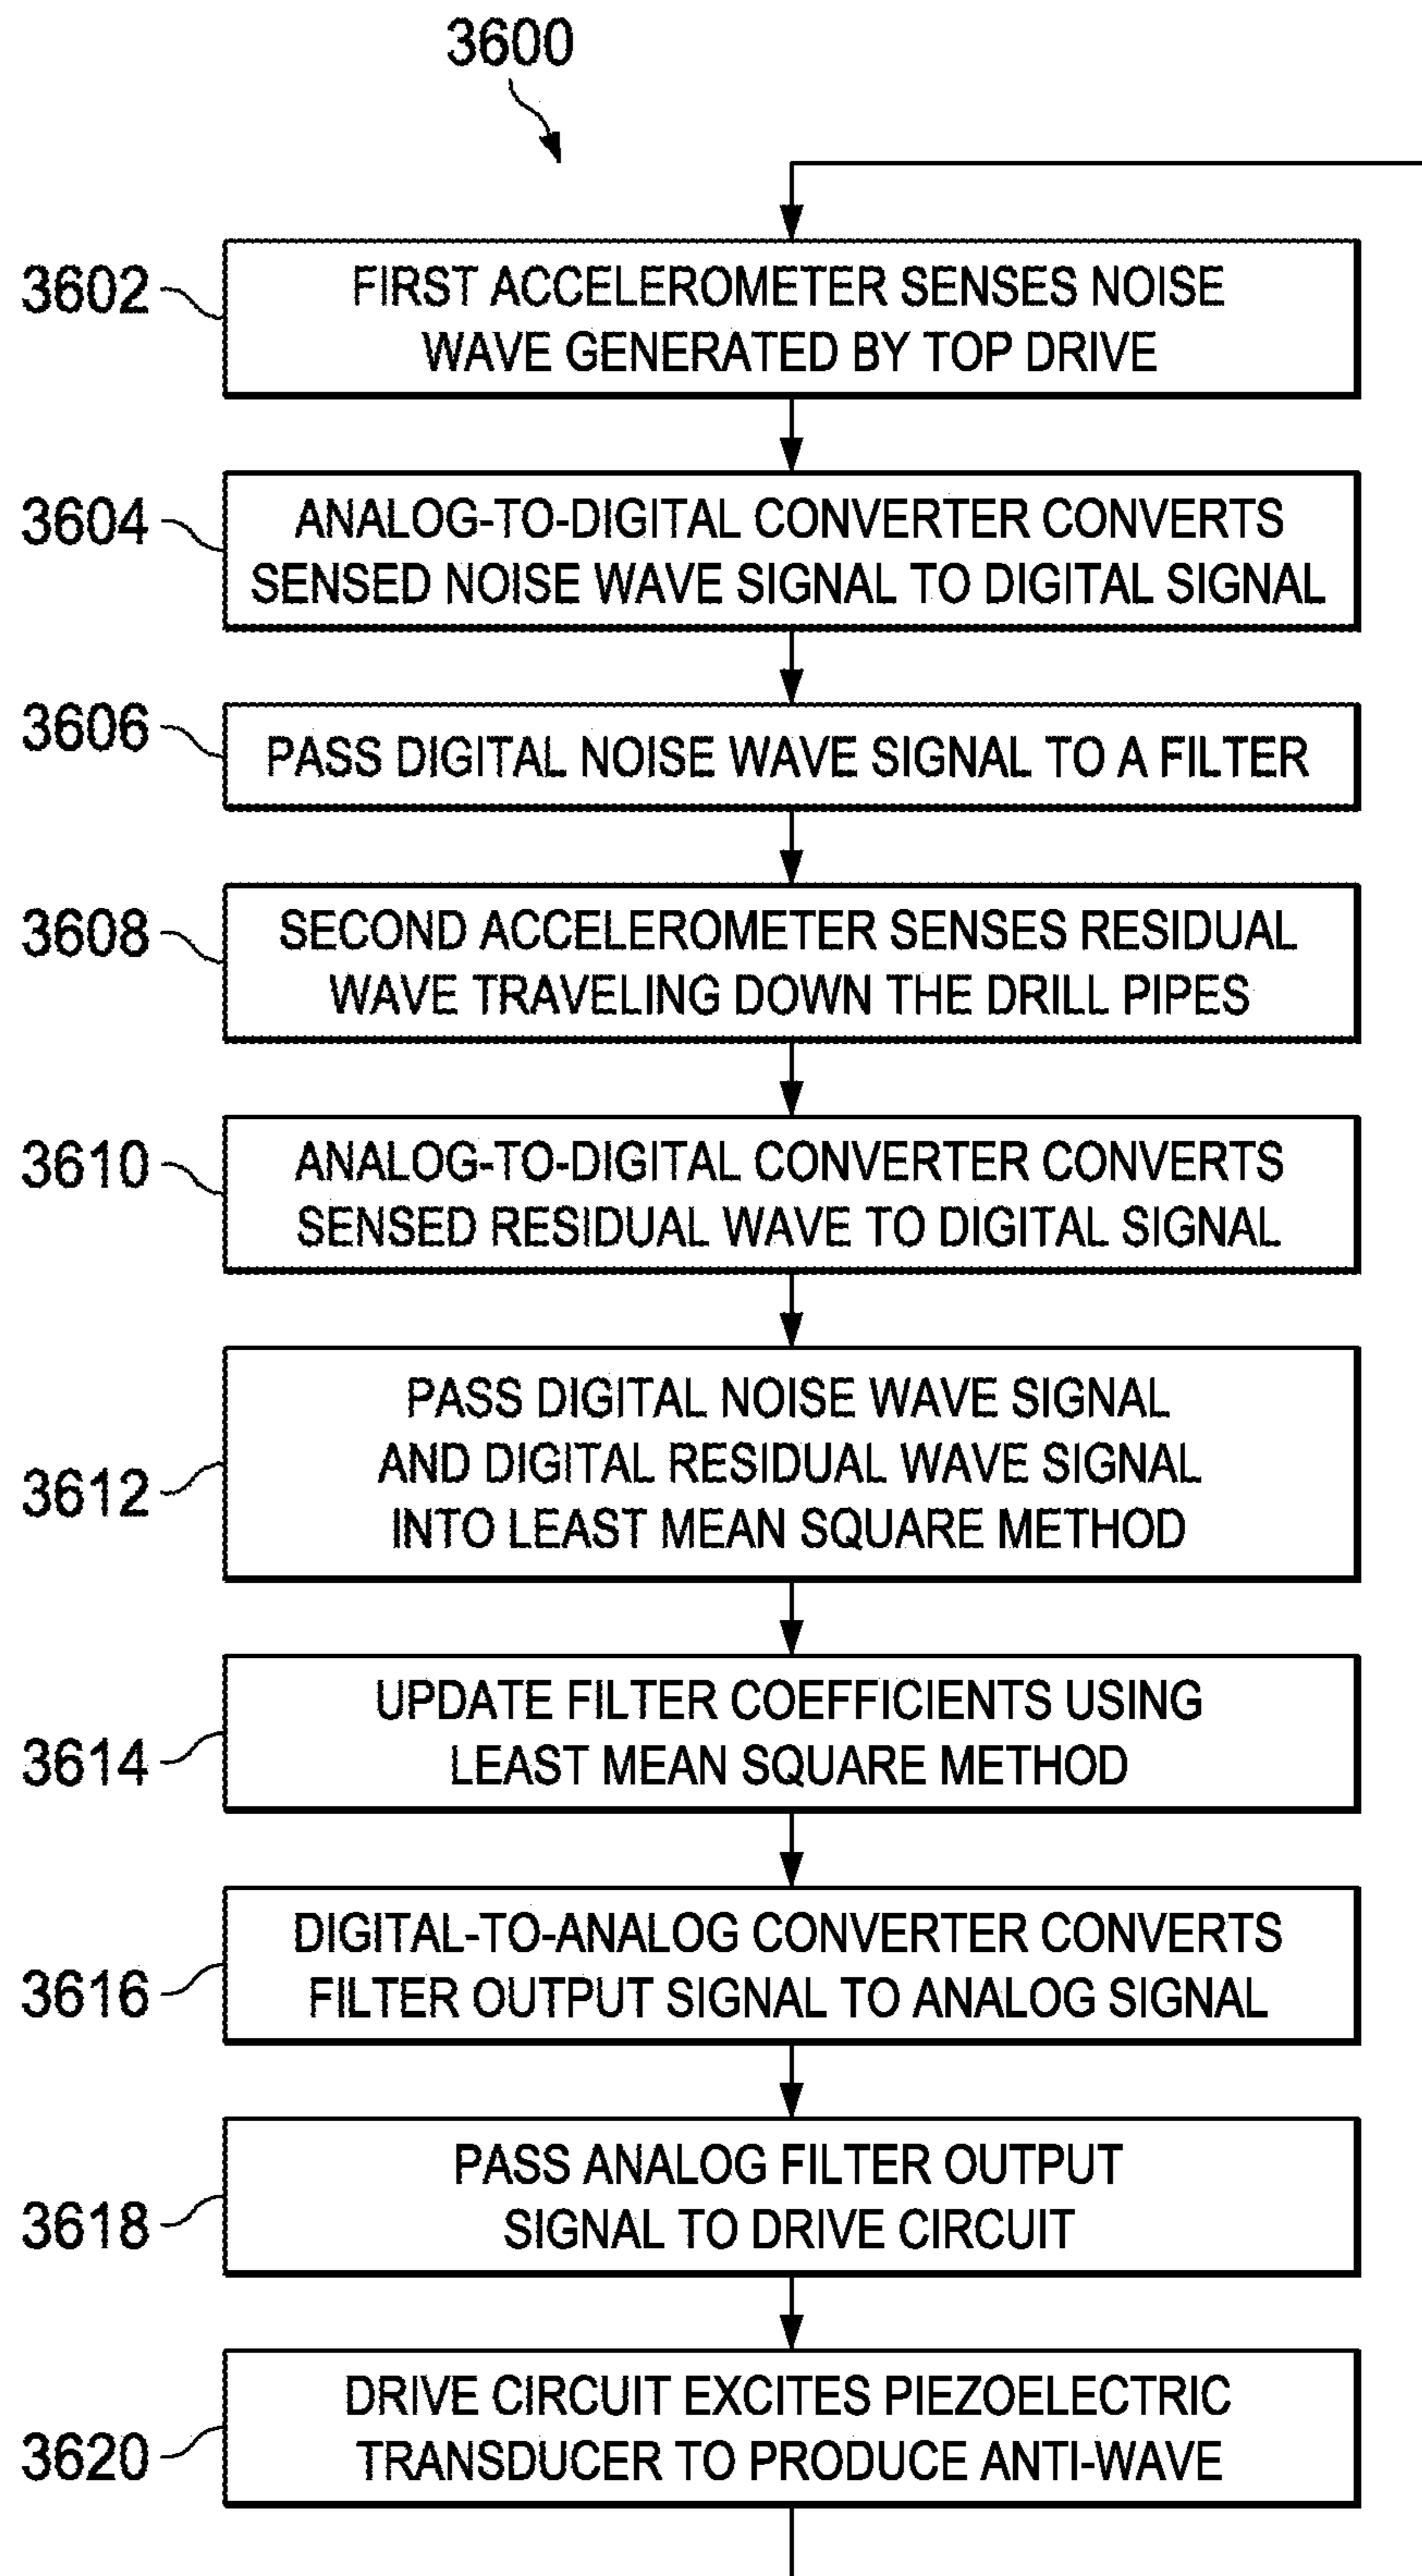 3600
3602
FIRST ACCELEROMETER SENSES NOISE
WAVE GENERATED BY TOP DRIVE
3604
ANALOG-TO-DIGITAL CONVERTER CONVERTS
SENSED NOISE WAVE SIGNAL TO DIGITAL SIGNAL
3606
PASS DIGITAL NOISE WAVE SIGNAL TO A FILTER
3608
SECOND ACCELEROMETER SENSES RESIDUAL
WAVE TRAVELING DOWN THE DRILL PIPES
3610
ANALOG-TO-DIGITAL CONVERTER CONVERTS
SENSED RESIDUAL WAVE TO DIGITAL SIGNAL
3612
PASS DIGITAL NOISE WAVE SIGNAL
AND DIGITAL RESIDUAL WAVE SIGNAL
INTO LEAST MEAN SQUARE METHOD
3614
UPDATE FILTER COEFFICIENTS USING
LEAST MEAN SQUARE METHOD
3616
DIGITAL-TO-ANALOG CONVERTER CONVERTS
FILTER OUTPUT SIGNAL TO ANALOG SIGNAL
3618
PASS ANALOG FILTER OUTPUT
SIGNAL TO DRIVE CIRCUIT
3620
DRIVE CIRCUIT EXCITES PIEZOELECTRIC
TRANSDUCER TO PRODUCE ANTI-WAVE